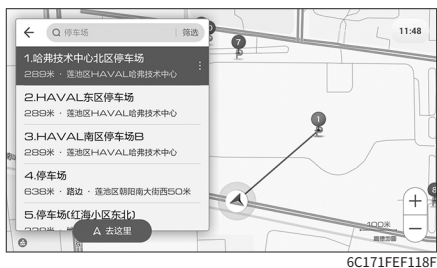 停车场
筛选
11:48
1.哈弗技术中心北区停车场
289米 · 莲池区HAVAL哈弗技术中心
2.HAVAL东区停车场
289米 · 莲池区HAVAL哈弗技术中心
3.HAVAL南区停车场B
289米 · 莲池区HAVAL哈弗技术中心
4.停车场
638米 · 路边 · 莲池区朝阳南大街西50米
5.停车场(红海小区东北)
去这里
7
1
8
100米
6C171FEF118F